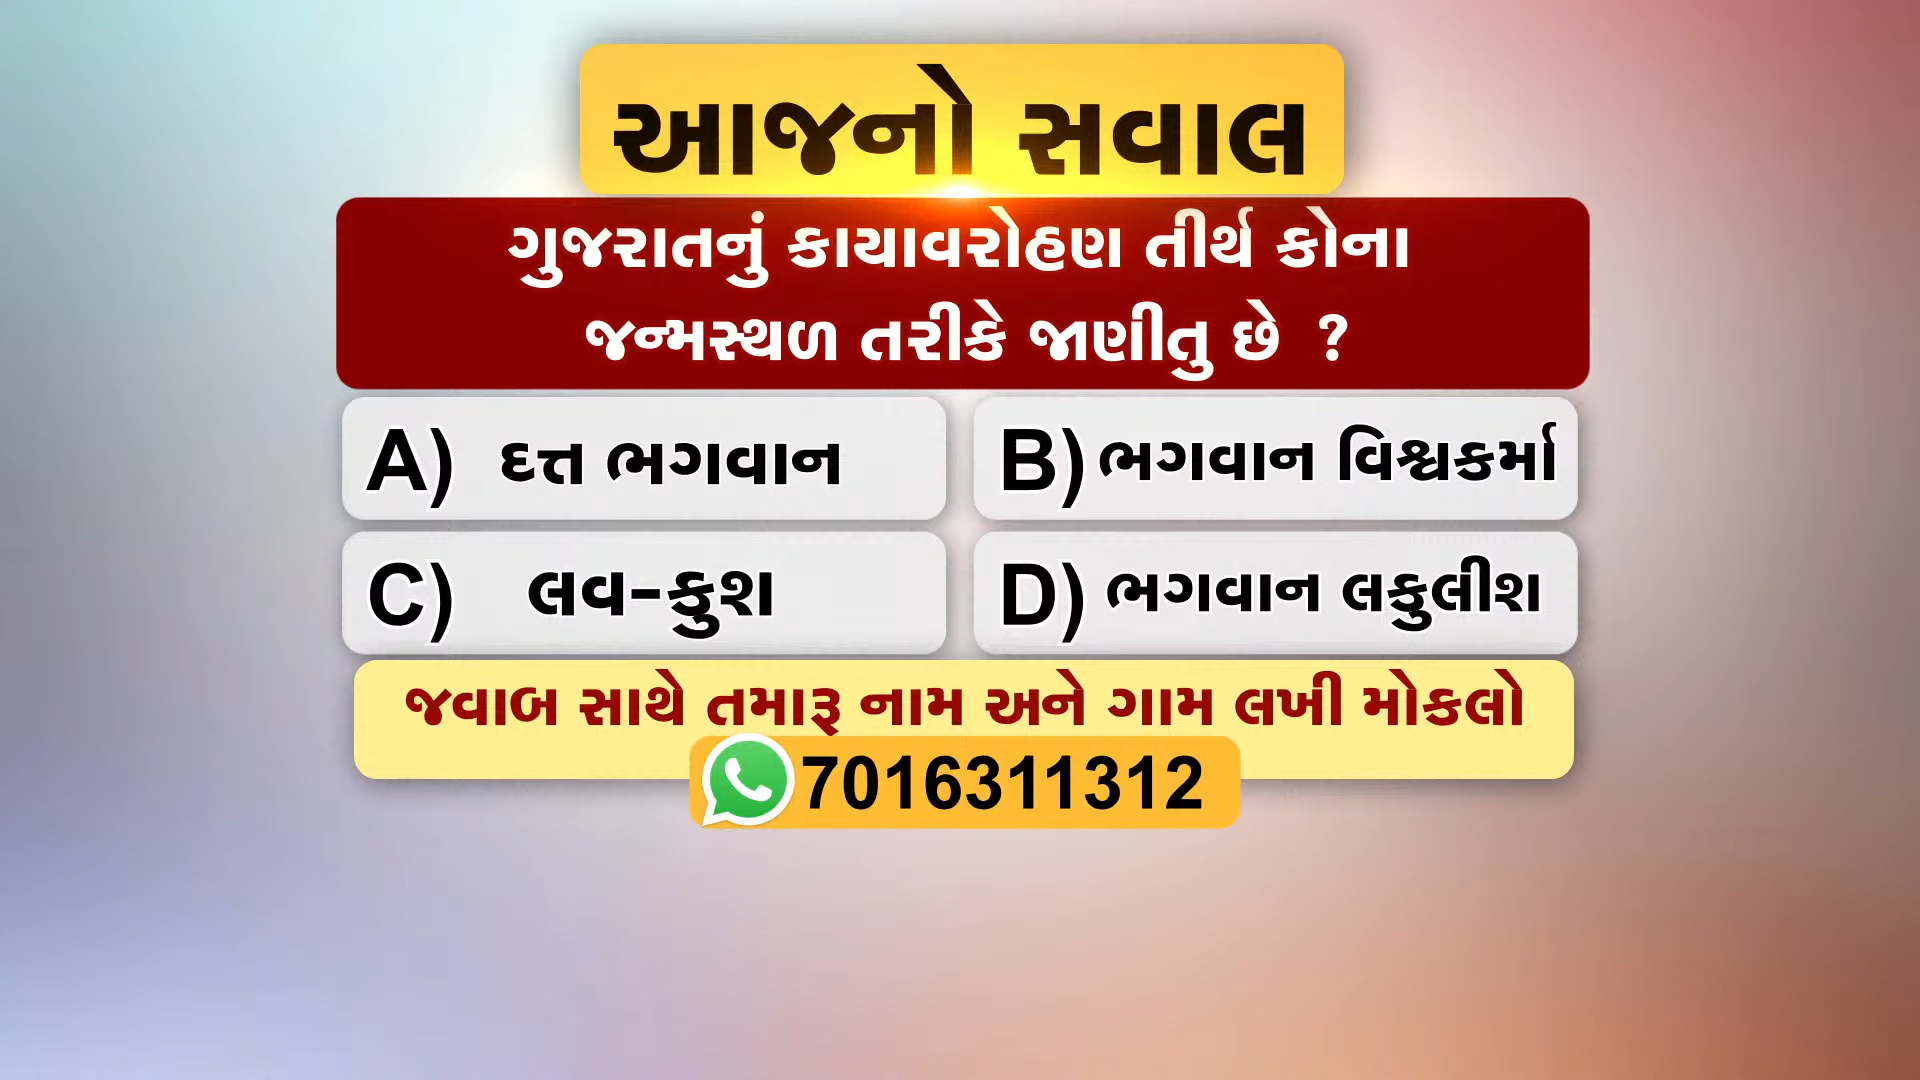 આજનો સવાલ
ગુજરાતનું કાયાવરોહણ તીર્થ કોના
જન્મસ્થળ તરીકે જાણીતુ છે ?
A) દત્ત ભગવાન
B) ભગવાન વિશ્વકર્મા
C) લવ-કુશ
D) ભગવાન લકુલીશ
જવાબ સાથે તમારૂ નામ અને ગામ લખી મોકલો
7016311312